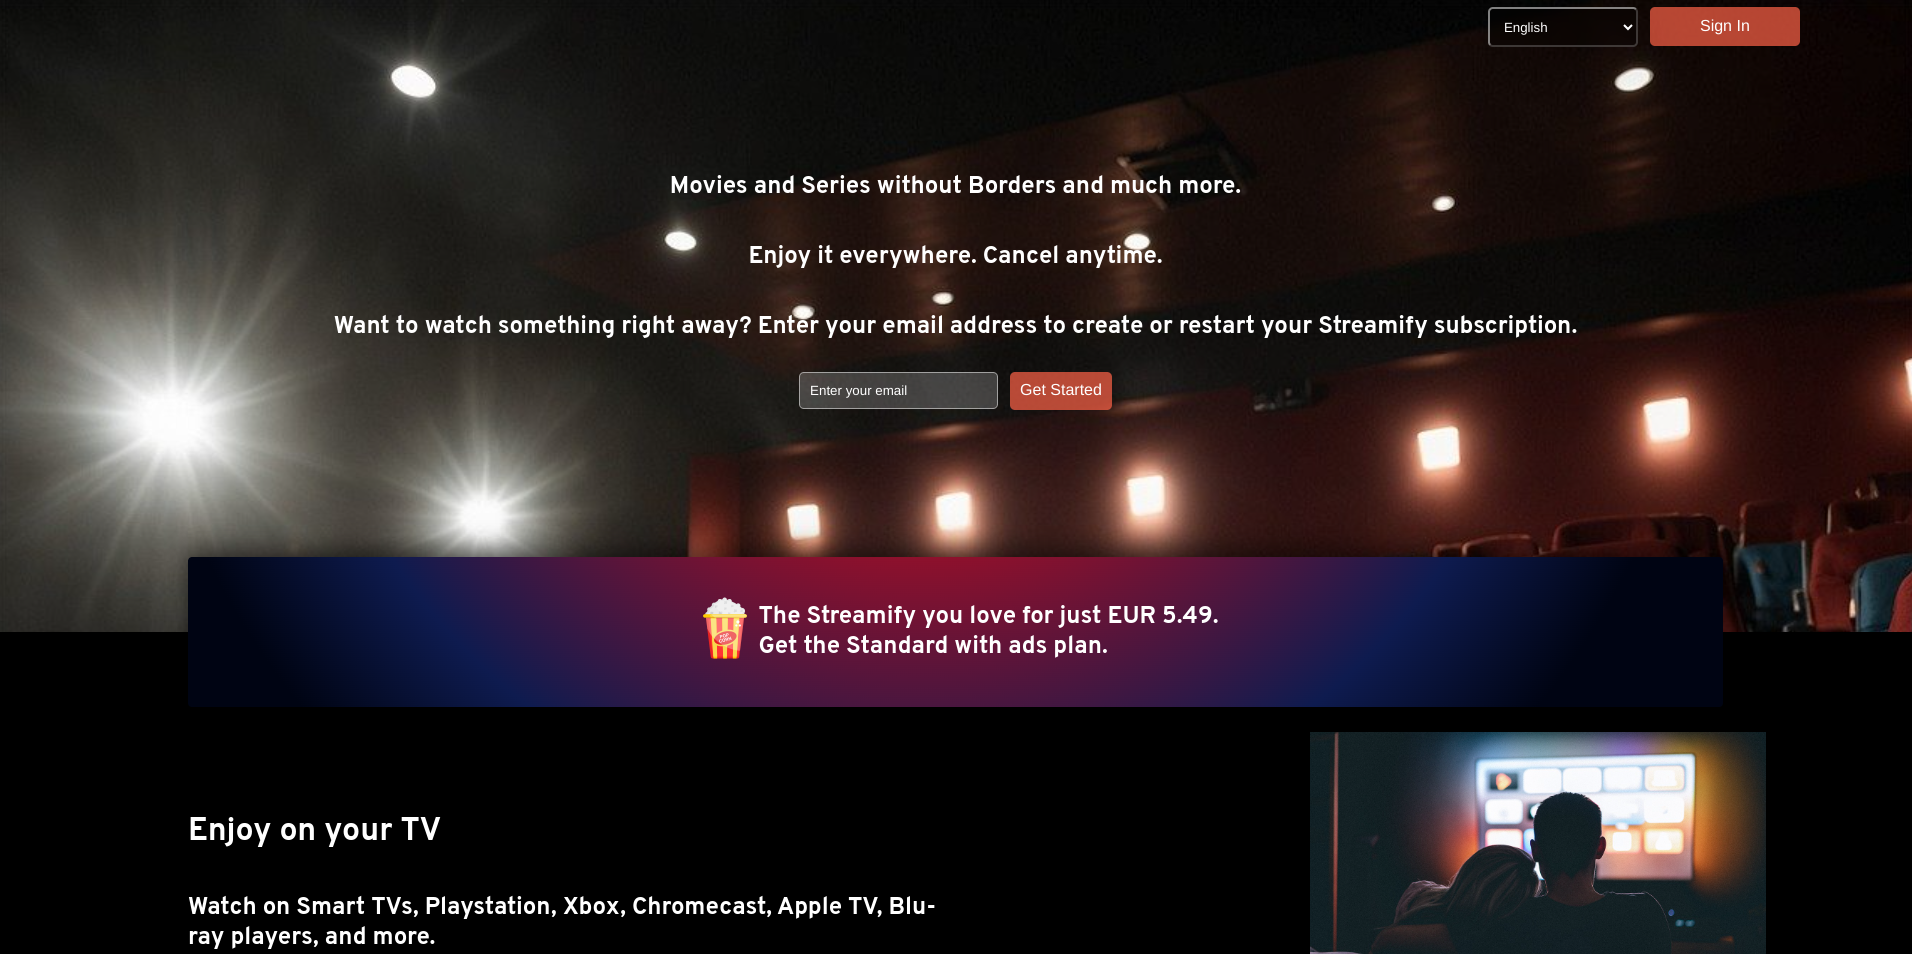 English
Sign In
Movies and Series without Borders and much more.
Enjoy it everywhere. Cancel anytime.
Want to watch something right away? Enter your email address to create or restart your Streamify subscription.
Enter your email
Get Started
POP
CORN
The Streamify you love for just EUR 5.49.
Get the Standard with ads plan.
Enjoy on your TV
Watch on Smart TVs, Playstation, Xbox, Chromecast, Apple TV, Blu-
ray players, and more.